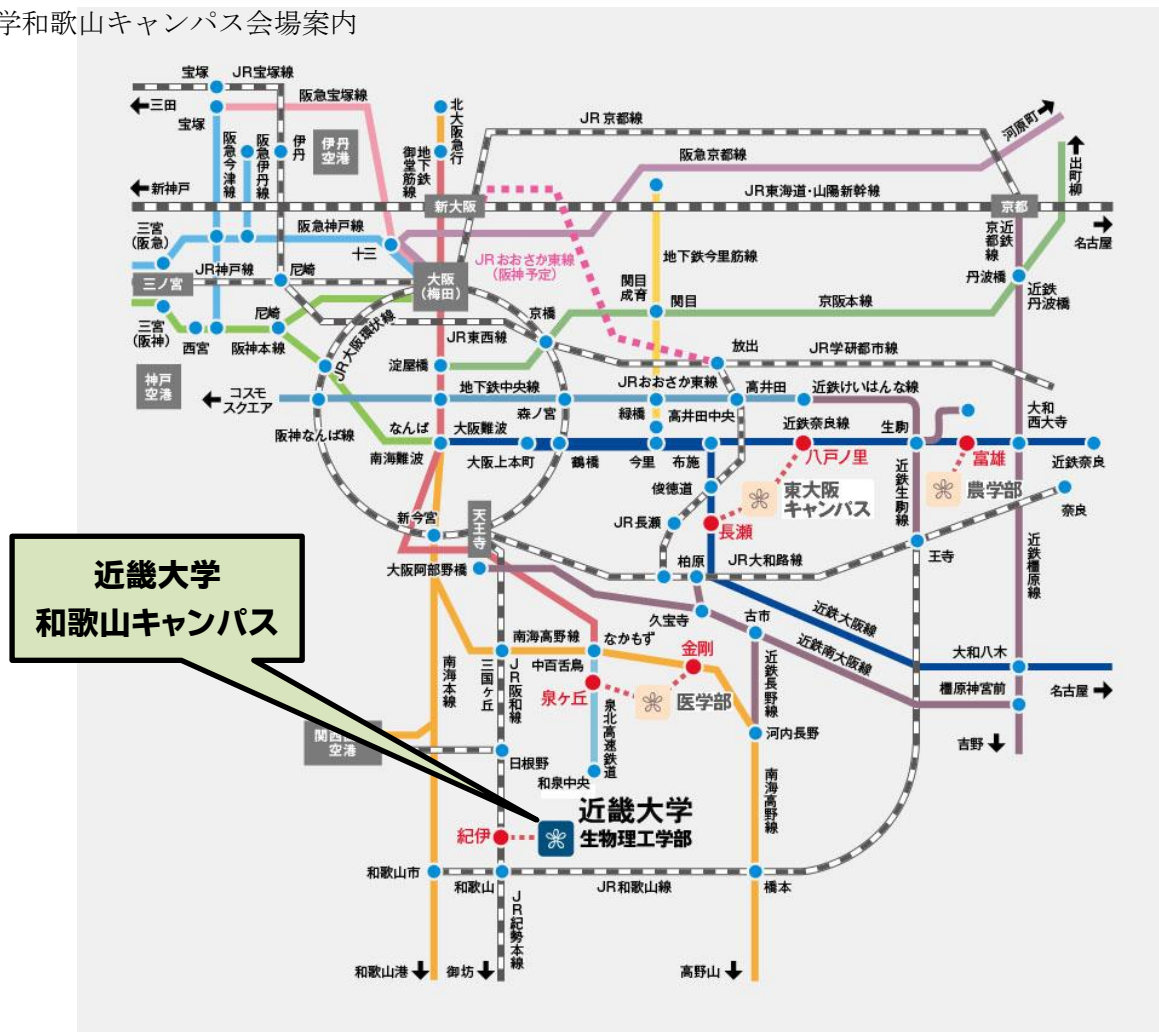 学和歌山キャンパス会場案内
宝塚
JR宝塚線
三田
阪急宝塚線
北大阪急行
JR京都線
河原町
宝塚
阪急今津線
阪急伊丹線
伊丹
伊丹
空港
地下鉄
御堂筋線
阪急京都線
出町柳
新神戸
新大阪
JR東海道・山陽新幹線
京都
三宮
(阪急)
阪急神戸線
十三
近鉄
京都線
名古屋
三ノ宮
JR神戸線
尼崎
大阪
(梅田)
JRおおさか東線
(阪神予定)
地下鉄今里筋線
関目
成育
関目
京阪本線
丹波橋
近鉄
丹波橋
三宮
(阪神)
西宮
尼崎
阪神本線
JR大阪環状線
JR東西線
京橋
放出
JR学研都市線
神戸
空港
コスモ
スクエア
淀屋橋
地下鉄中央線
森ノ宮
JRおおさか東線
緑橋
高井田中央
高井田
近鉄けいはんな線
大和
西大寺
阪神なんば線
なんば
南海難波
大阪難波
大阪上本町
鶴橋
今里
布施
近鉄奈良線
八戸ノ里
生駒
富雄
近鉄奈良
俊徳道
東大阪
キャンパス
近鉄生駒線
農学部
奈良
新今宮
天王寺
JR長瀬
長瀬
大阪阿部野橋
柏原
JR大和路線
王寺
近鉄橿原線
近畿大学
和歌山キャンパス
久宝寺
古市
近鉄大阪線
近鉄南大阪線
南海高野線
なかもず
中百舌鳥
金剛
大和八木
名古屋
南海本線
三国ヶ丘
JR阪和線
泉ヶ丘
医学部
近鉄長野線
橿原神宮前
関西
空港
泉北高速鉄道
河内長野
吉野
日根野
和泉中央
南海高野線
近畿大学
生物理工学部
紀伊
和歌山市
和歌山
JR和歌山線
橋本
JR紀勢本線
和歌山港
御坊
高野山